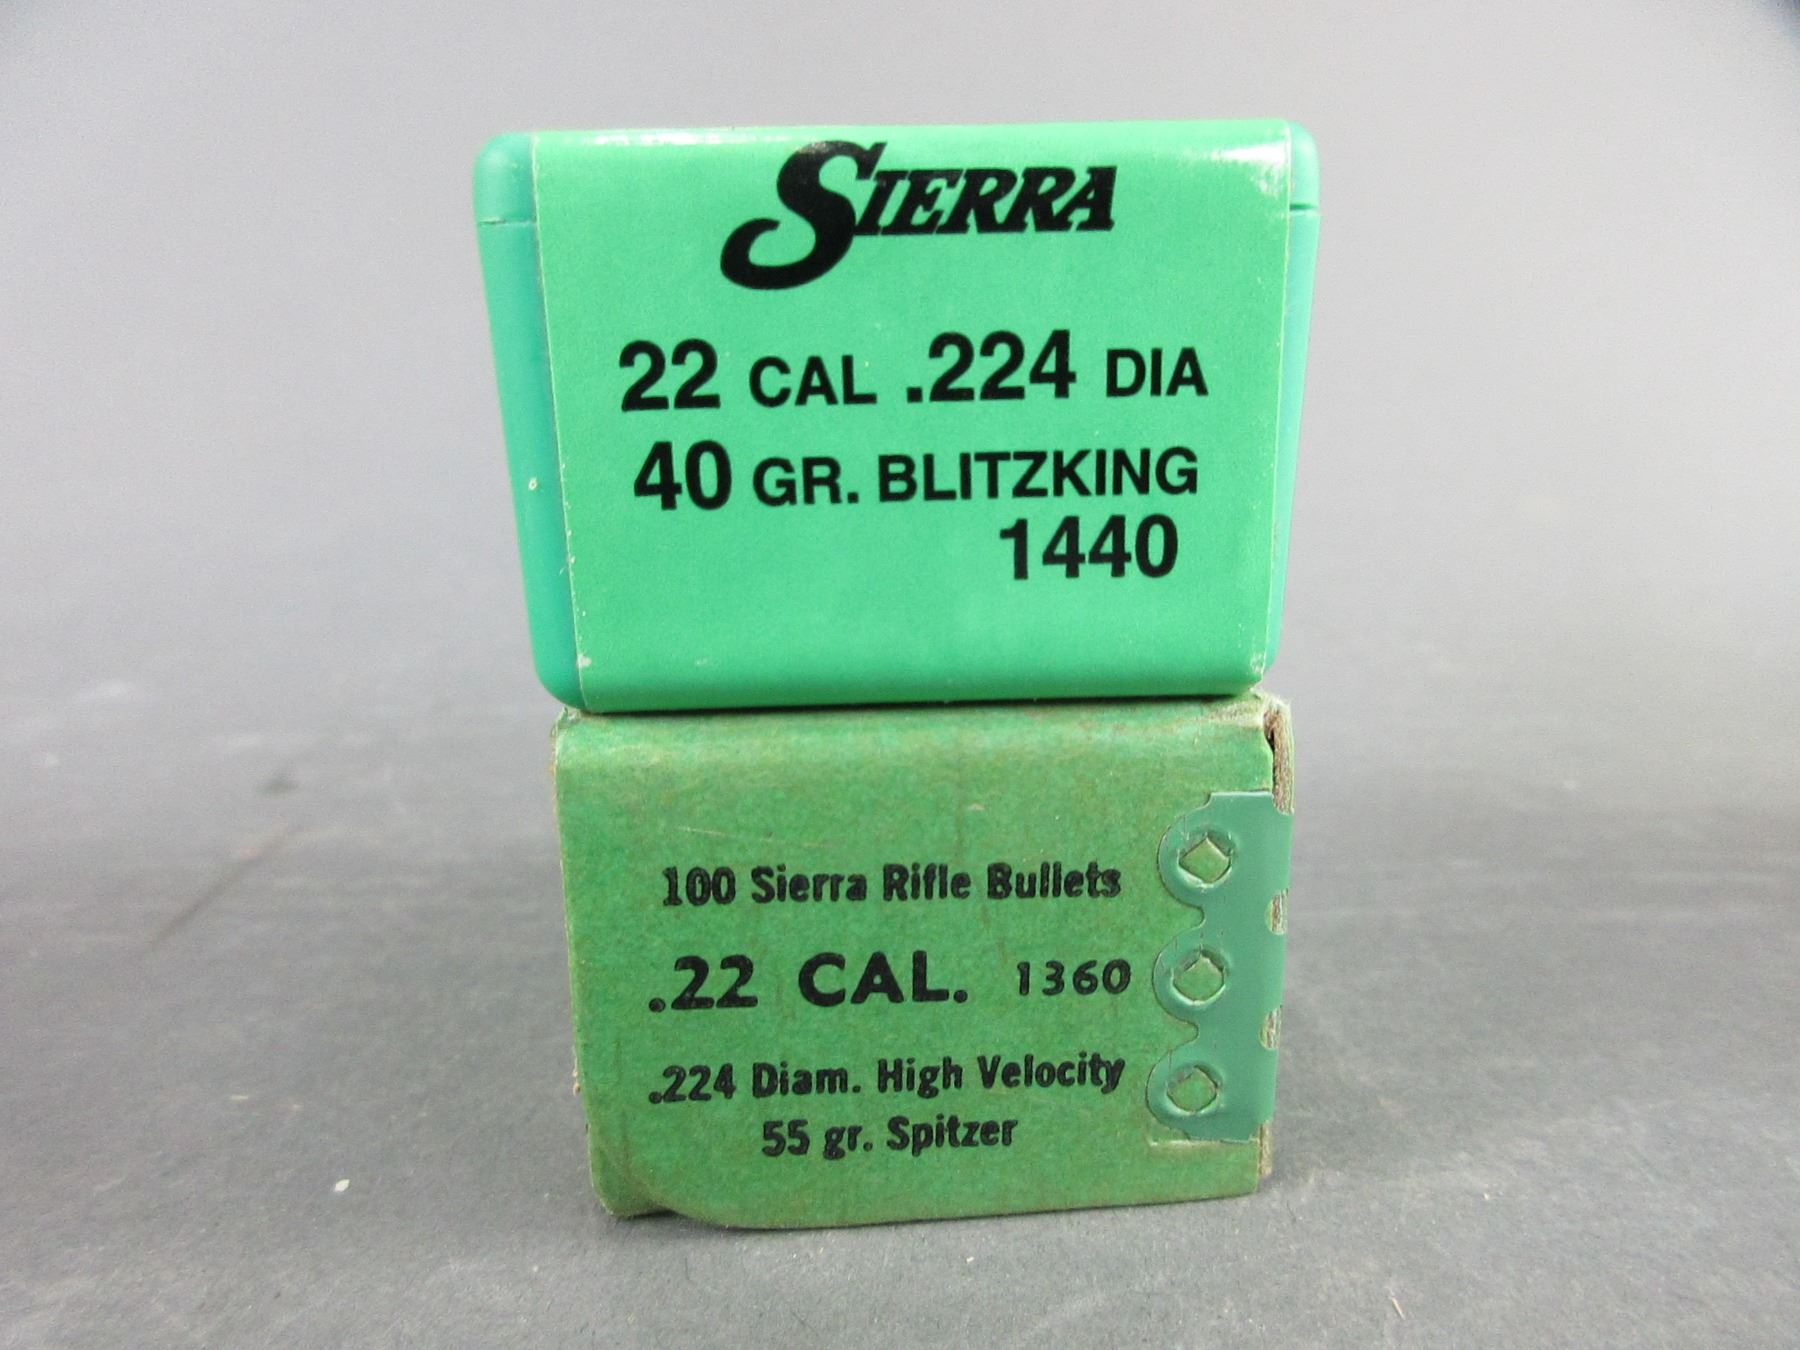 SIERRA
22 CAL .224 DIA
40 GR. BLITZKING
1440
100 Sierra Rifle Bullets
.22 CAL. 1360
.224 Diam. High Velocity
55 gr. Spitzer